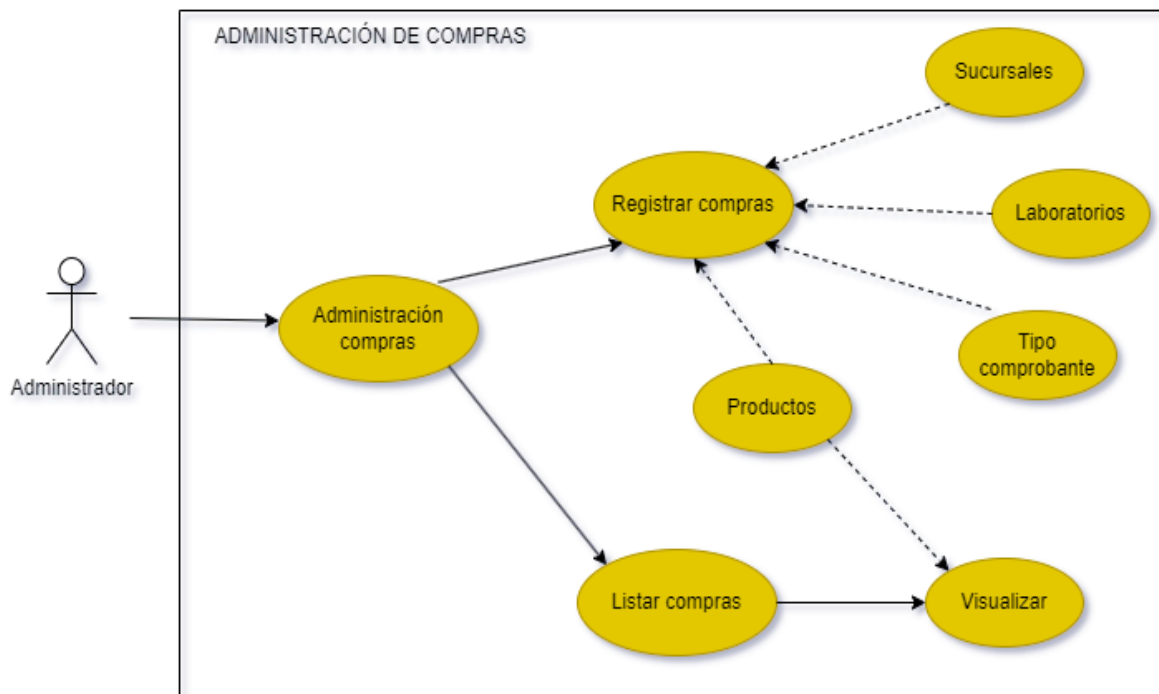 ADMINISTRACIÓN DE COMPRAS
Sucursales
Registrar compras
Laboratorios
Administración
compras
Tipo
comprobante
Administrador
Productos
Listar compras
Visualizar